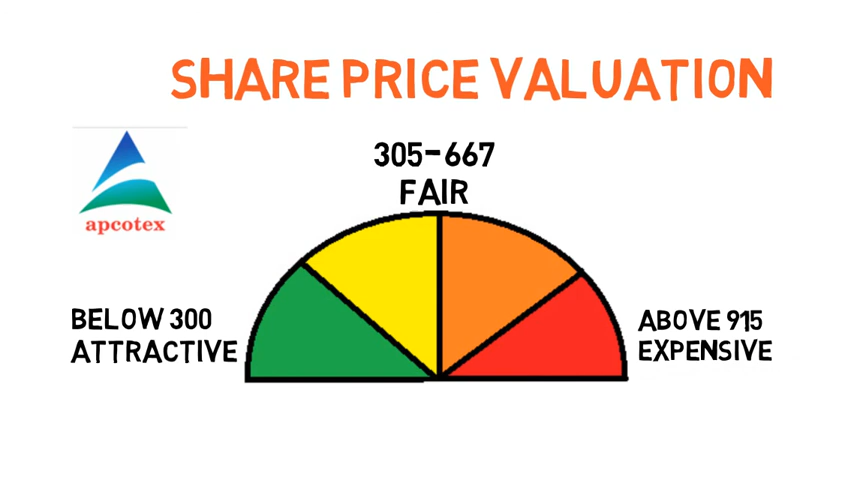 SHARE PRICE VALUATION
apcotex
305-667
FAIR
BELOW 300
ATTRACTIVE
ABOVE 915
EXPENSIVE